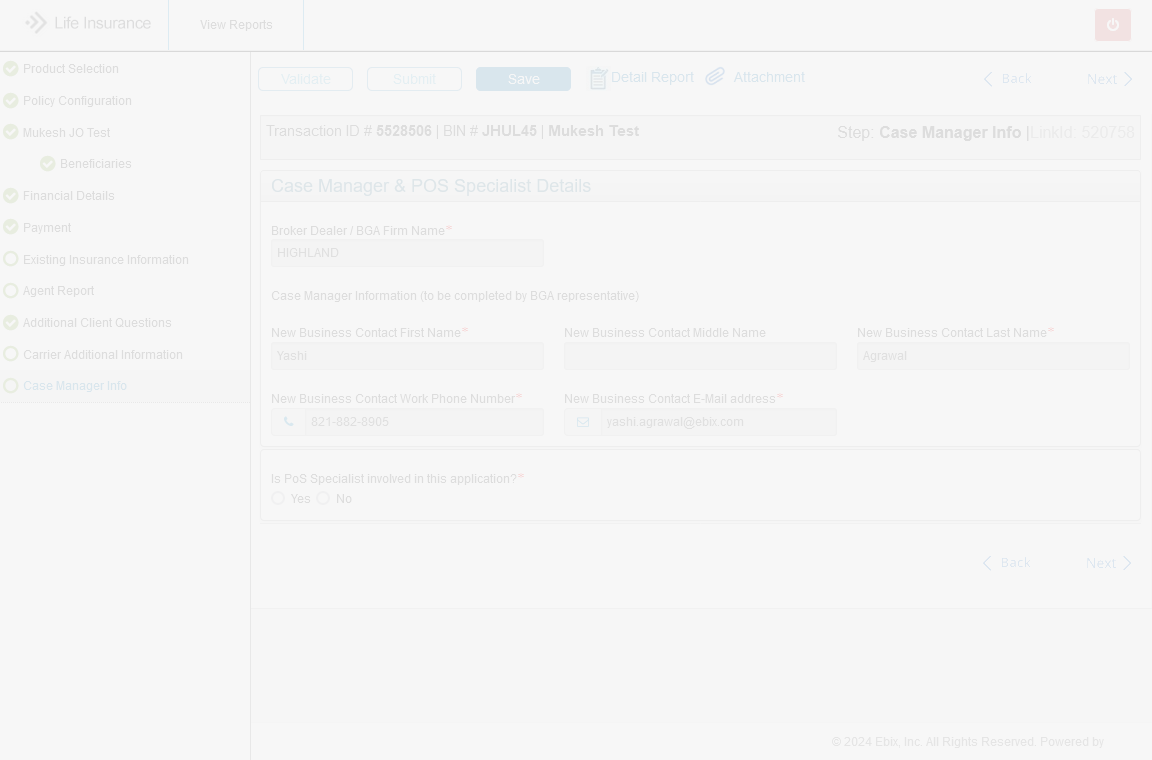 Life Insurance
View Reports
Product Selection
Policy Configuration
Mukesh JO Test
Beneficiaries
Financial Details
Payment
Existing Insurance Information
Agent Report
Additional Client Questions
Carrier Additional Information
Case Manager Info
Validate Submit Save Detail Report Attachment Back Next
Transaction ID # 5528506 | BIN # JHUL45 | Mukesh Test
Step: Case Manager Info |LinkId: 520758
Case Manager & POS Specialist Details
Broker Dealer / BGA Firm Name*
HIGHLAND
Case Manager Information (to be completed by BGA representative)
New Business Contact First Name* New Business Contact Middle Name New Business Contact Last Name*
Yashi Agrawal
New Business Contact Work Phone Number* New Business Contact E-Mail address*
821-882-8905 yashi.agrawal@ebix.com
Is PoS Specialist involved in this application?*
Yes No
Back Next
© 2024 Ebix, Inc. All Rights Reserved. Powered by